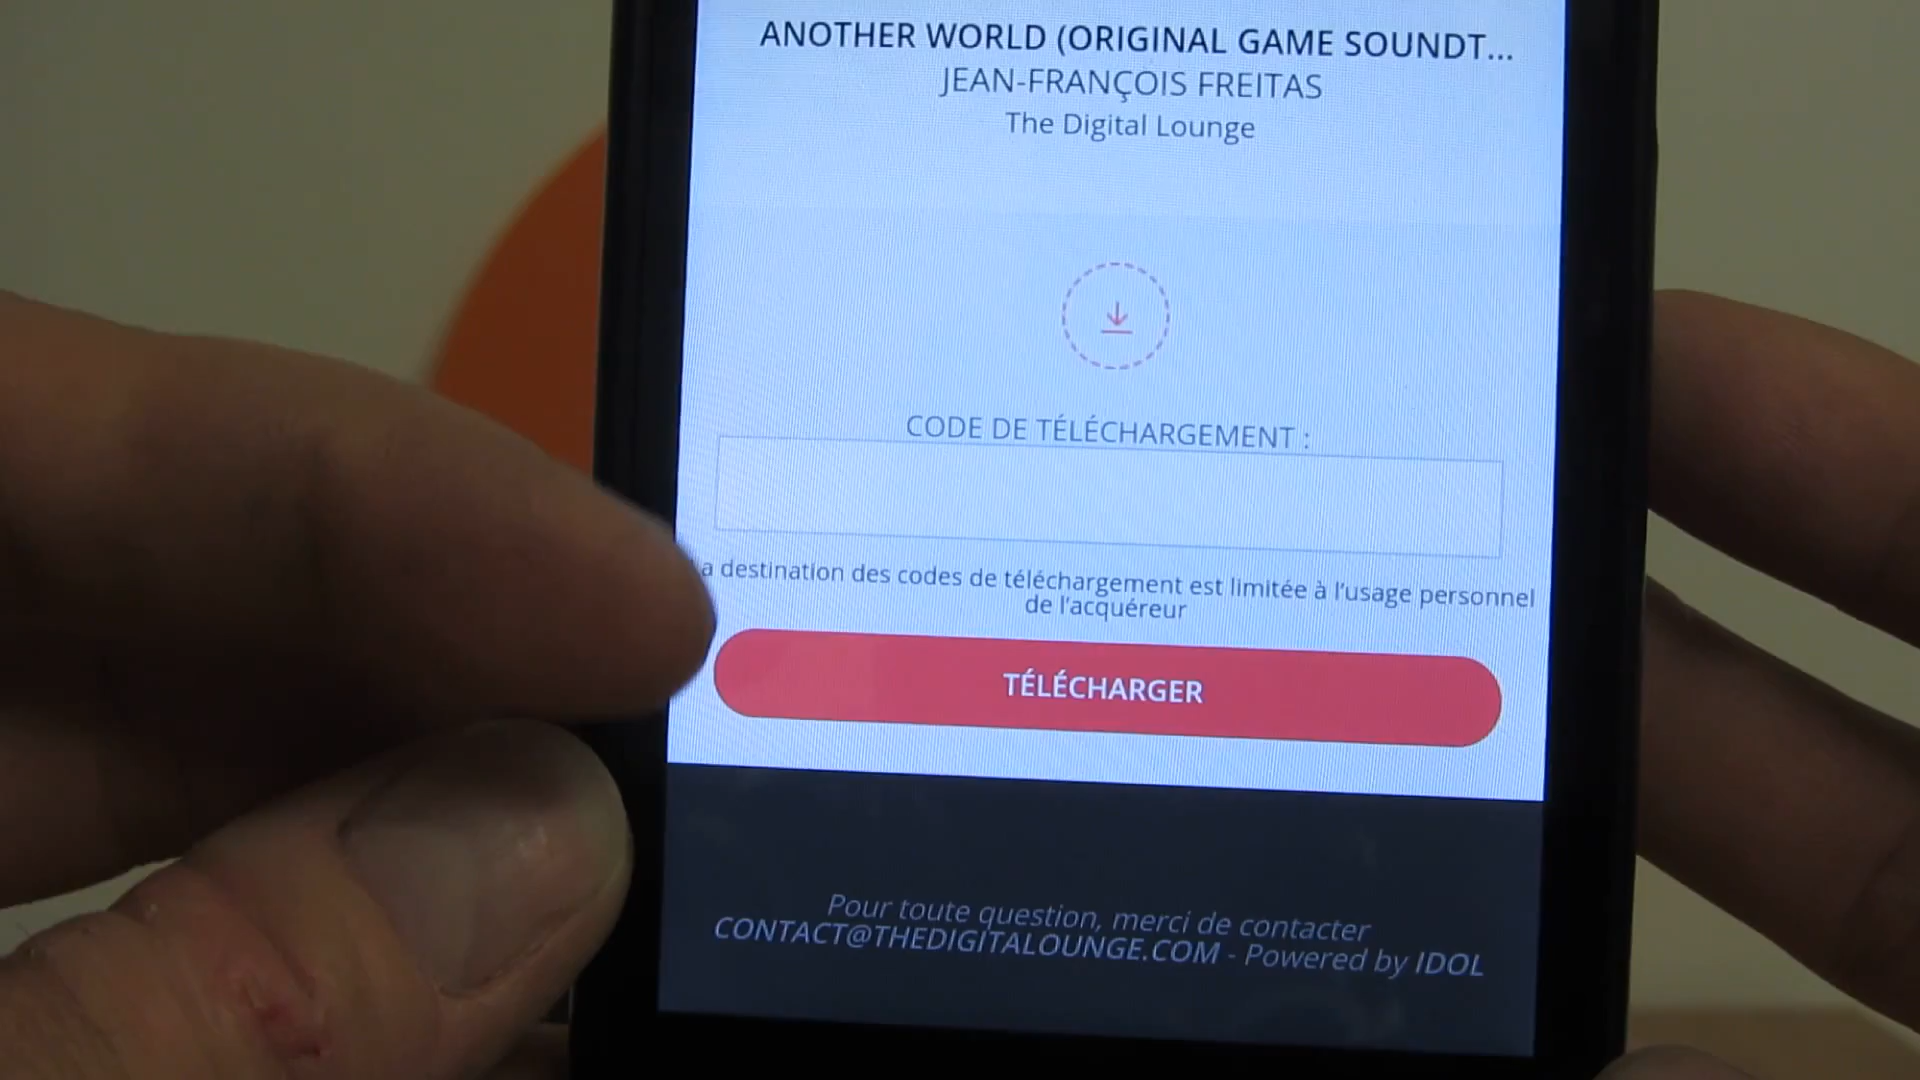 ANOTHER WORLD (ORIGINAL GAME SOUNDT...
JEAN-FRANÇOIS FREITAS
The Digital Lounge
CODE DE TÉLÉCHARGEMENT :
a destination des codes de téléchargement est limitée à l'usage personnel
de l'acquéreur
TÉLÉCHARGER
Pour toute question, merci de contacter
CONTACT@THEDIGITALOUNGE.COM - Powered by IDOL